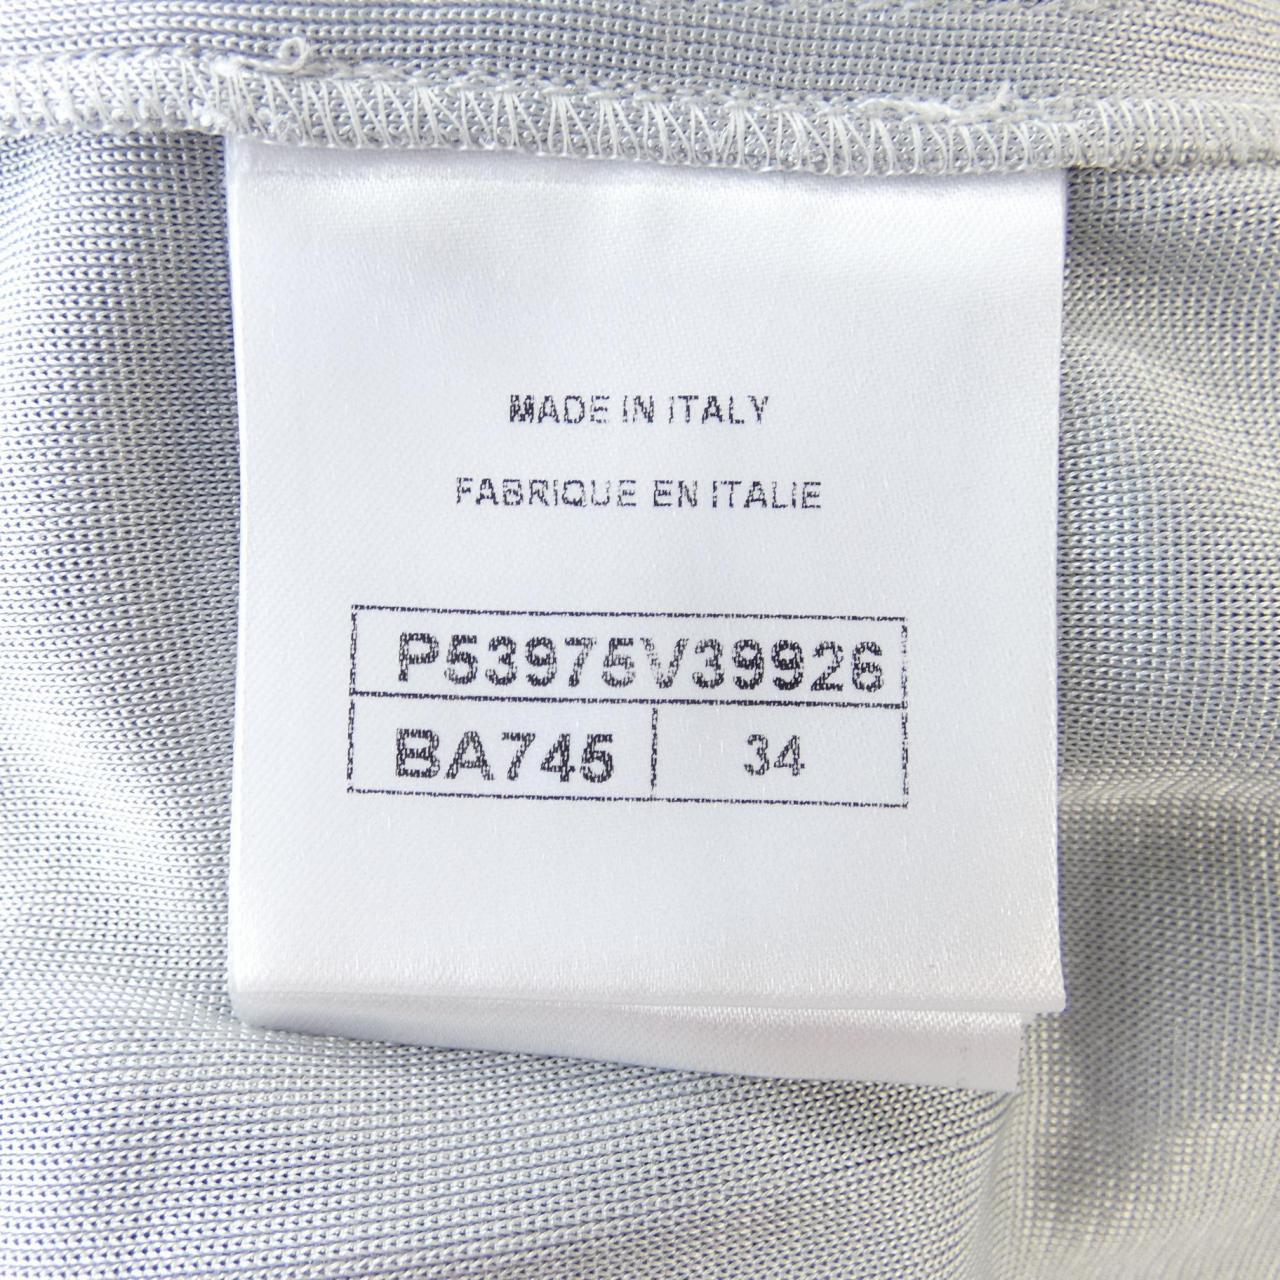 MADE IN ITALY
FABRIQUE EN ITALIE
P53975V39926
BA745 34